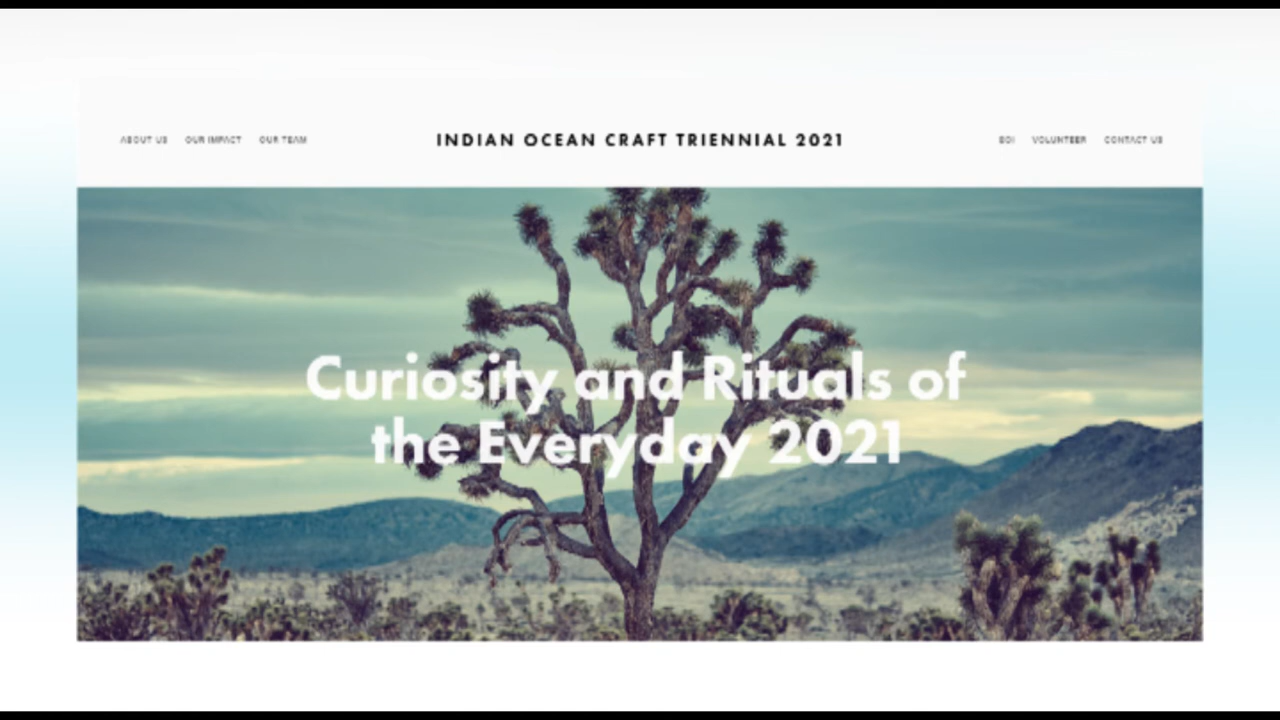 ABOUT US OUR IMPACT OUR TEAM INDIAN OCEAN CRAFT TRIENNIAL 2021 EOI VOLUNTEER CONTACT US
Curiosity and Rituals of
the Everyday 2021